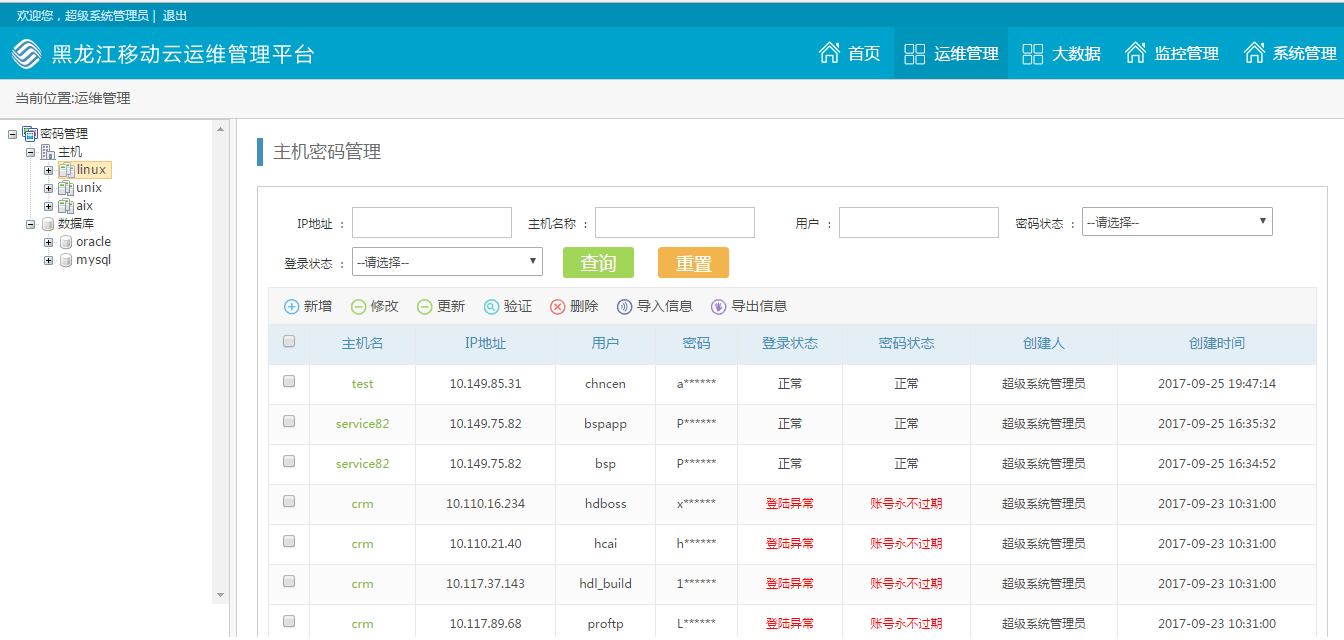 欢迎您，超级系统管理员 | 退出
黑龙江移动云运维管理平台 首页 运维管理 大数据 监控管理 系统管理
当前位置:运维管理
密码管理
主机
linux
unix
aix
数据库
oracle
mysql
主机密码管理
IP地址 ： 主机名称 ： 用户 ： 密码状态 ： --请选择--
登录状态 ： --请选择-- 查询 重置
新增 修改 更新 验证 删除 导入信息 导出信息
主机名 IP地址 用户 密码 登录状态 密码状态 创建人 创建时间
test 10.149.85.31 chncen a****** 正常 正常 超级系统管理员 2017-09-25 19:47:14
service82 10.149.75.82 bspapp P****** 正常 正常 超级系统管理员 2017-09-25 16:35:32
service82 10.149.75.82 bsp P****** 正常 正常 超级系统管理员 2017-09-25 16:34:52
crm 10.110.16.234 hdboss x****** 登陆异常 账号永不过期 超级系统管理员 2017-09-23 10:31:00
crm 10.110.21.40 hcai h****** 登陆异常 账号永不过期 超级系统管理员 2017-09-23 10:31:00
crm 10.117.37.143 hdl_build 1****** 登陆异常 账号永不过期 超级系统管理员 2017-09-23 10:31:00
crm 10.117.89.68 proftp L****** 登陆异常 账号永不过期 超级系统管理员 2017-09-23 10:31:00